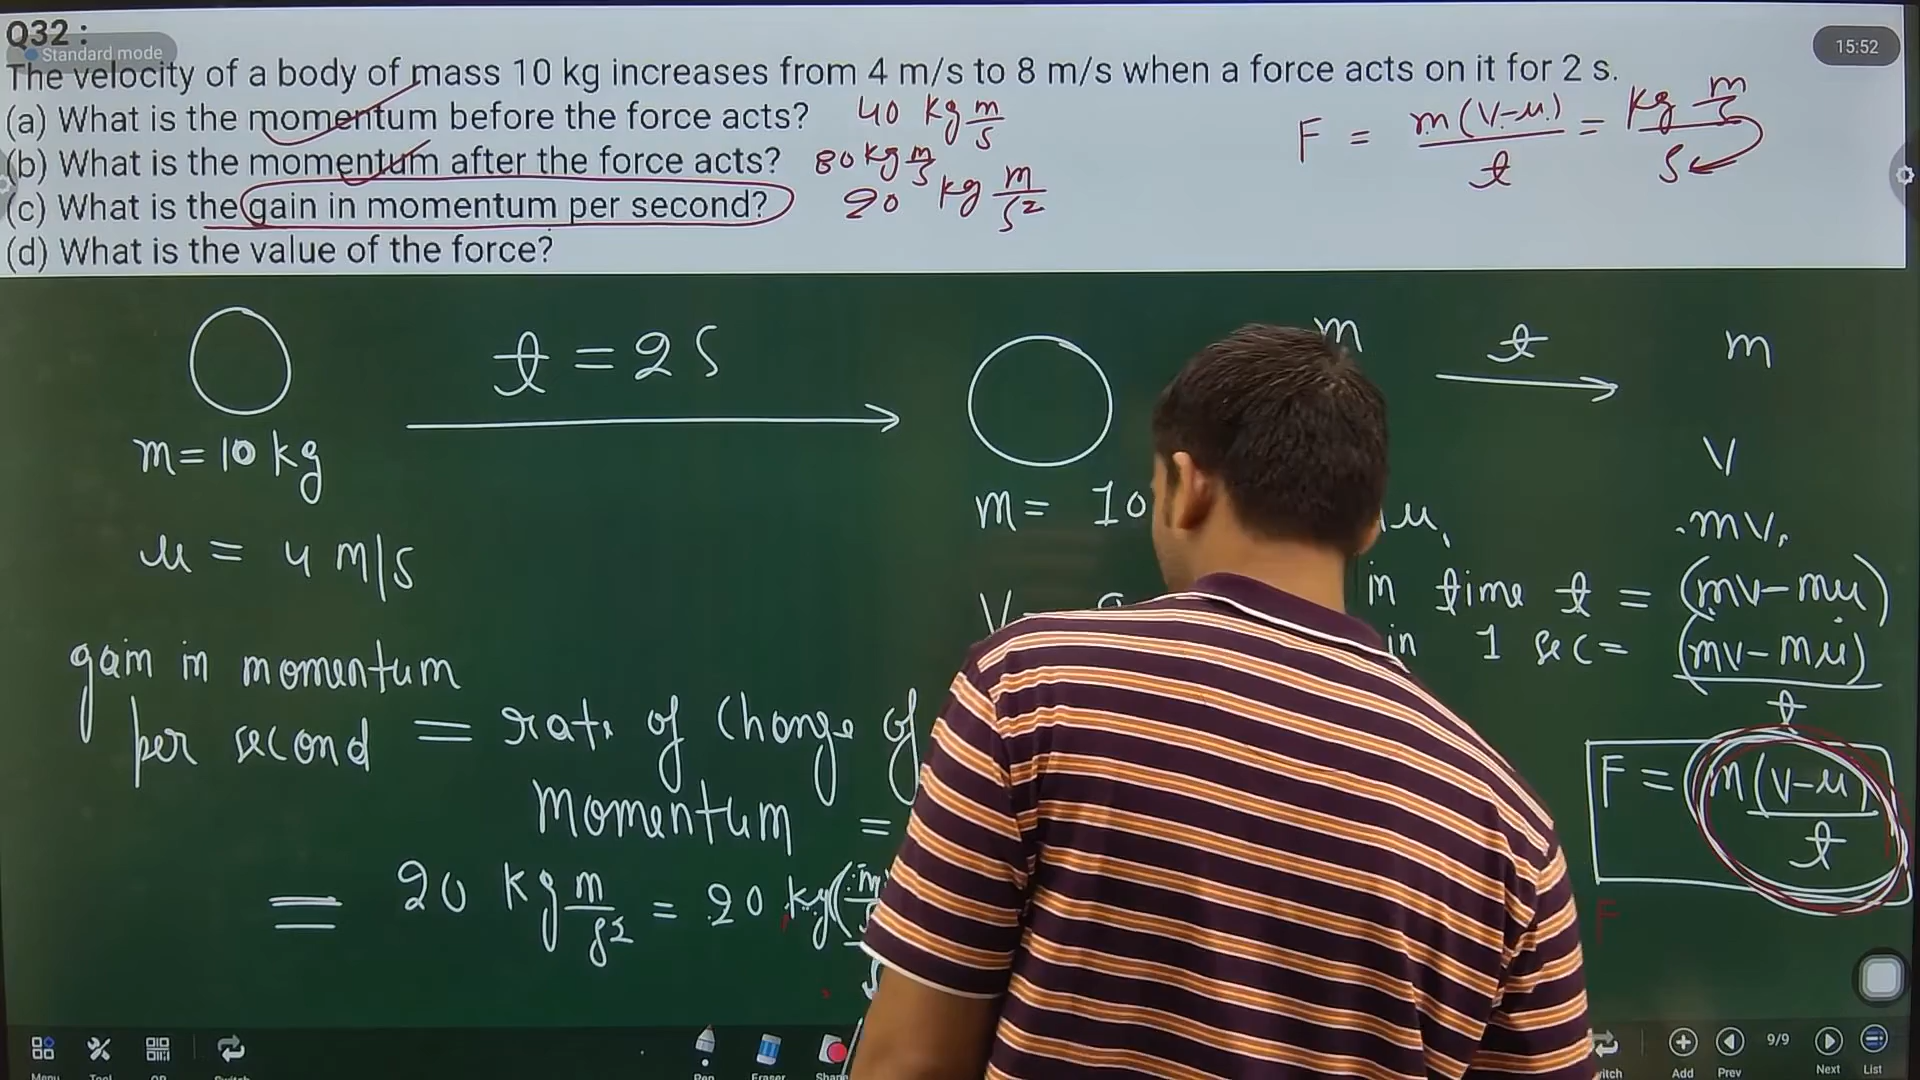 Q32 :
Standard mode
15:52
The velocity of a body of mass 10 kg increases from 4 m/s to 8 m/s when a force acts on it for 2 s.
(a) What is the momentum before the force acts? 40 kg m/s
(b) What is the momentum after the force acts? 80 kg m/s
(c) What is the gain in momentum per second? 20 kg m/s²
(d) What is the value of the force?
F = m(v-u)/t = kg m/s / s
t = 2 s
m = 10 kg
u = 4 m/s
m = 10
V
m t m
V
u mv
in time t = (mv-mu)
in 1 sec = (mv-mu)/t
gain in momentum
per second = rate of change of
momentum =
= 20 kg m/s² = 20 kg (m/s
F = m(v-u)/t
F
Menu Tool Switch Pen Eraser Shape Add Prev 9/9 Next List